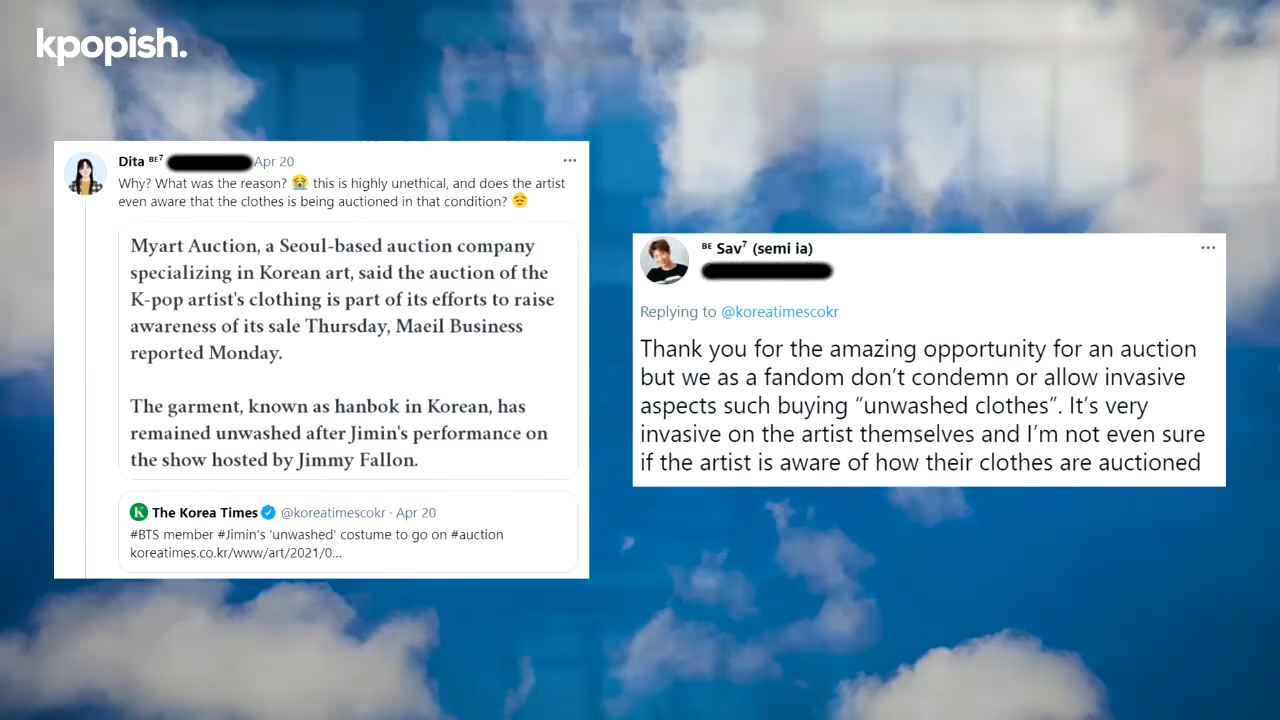 kpopish.
Dita ᴮᴱ⁷ Apr 20
Why? What was the reason? 😭 this is highly unethical, and does the artist
even aware that the clothes is being auctioned in that condition? 😔
Myart Auction, a Seoul-based auction company
specializing in Korean art, said the auction of the
K-pop artist's clothing is part of its efforts to raise
awareness of its sale Thursday, Maeil Business
reported Monday.
The garment, known as hanbok in Korean, has
remained unwashed after Jimin's performance on
the show hosted by Jimmy Fallon.
K The Korea Times @koreatimescokr · Apr 20
#BTS member #Jimin's 'unwashed' costume to go on #auction
koreatimes.co.kr/www/art/2021/0...
ᴮᴱ Sav⁷ (semi ia)
Replying to @koreatimescokr
Thank you for the amazing opportunity for an auction
but we as a fandom don’t condemn or allow invasive
aspects such buying “unwashed clothes”. It’s very
invasive on the artist themselves and I’m not even sure
if the artist is aware of how their clothes are auctioned